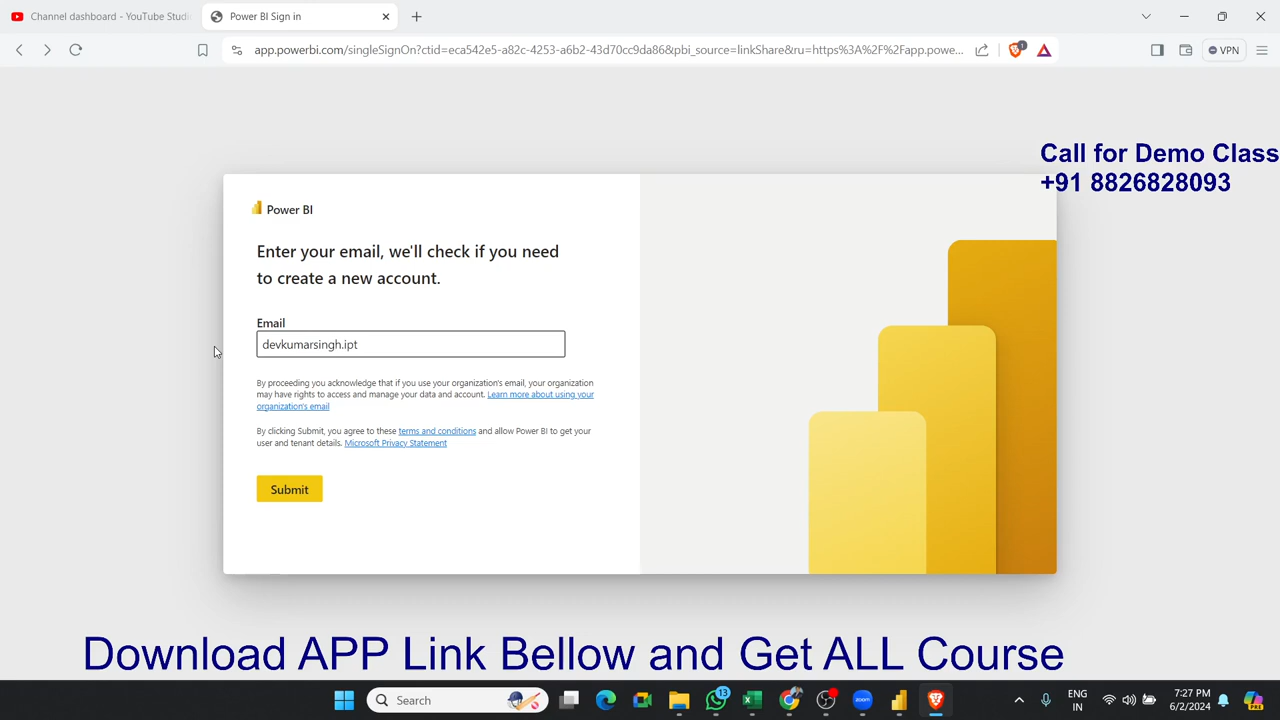 Channel dashboard - YouTube Studi
Power BI Sign in
app.powerbi.com/singleSignOn?ctid=eca542e5-a82c-4253-a6b2-43d70cc9da86&pbi_source=linkShare&ru=https%3A%2F%2Fapp.powe...
1
VPN
Call for Demo Class
+91 8826828093
Power BI
Enter your email, we'll check if you need
to create a new account.
Email
devkumarsingh.ipt
By proceeding you acknowledge that if you use your organization's email, your organization
may have rights to access and manage your data and account. Learn more about using your
organization's email
By clicking Submit, you agree to these terms and conditions and allow Power BI to get your
user and tenant details. Microsoft Privacy Statement
Submit
Download APP Link Bellow and Get ALL Course
Search
13
zoom
ENG
IN
7:27 PM
6/2/2024
PRE